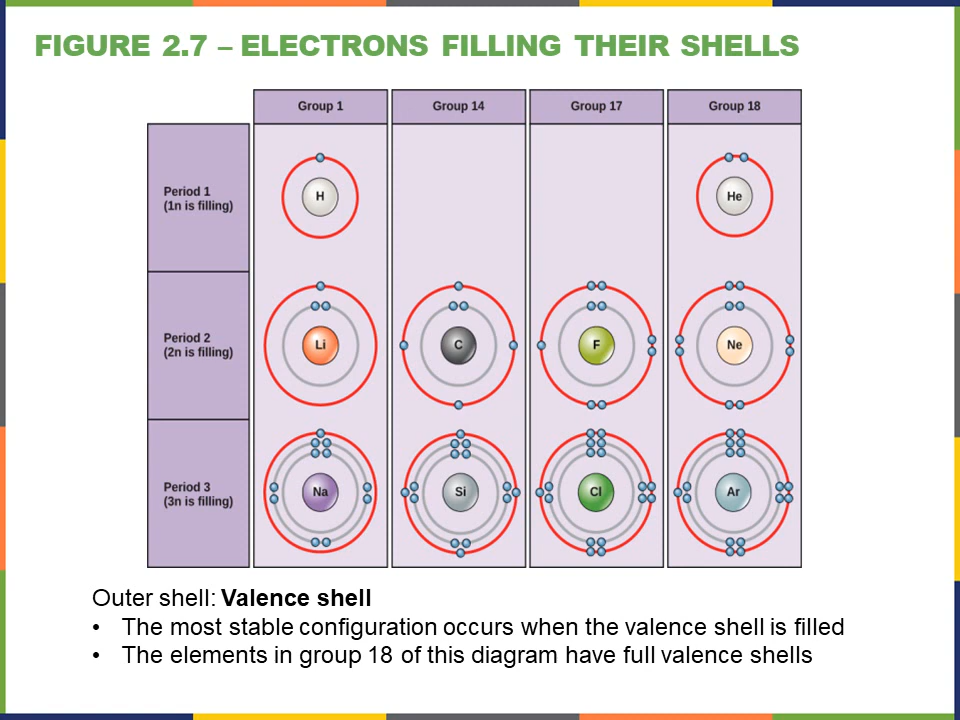 FIGURE 2.7 – ELECTRONS FILLING THEIR SHELLS
Group 1
Group 14
Group 17
Group 18
Period 1
(1n is filling)
H
He
Period 2
(2n is filling)
Li
C
F
Ne
Period 3
(3n is filling)
Na
Si
Cl
Ar
Outer shell: Valence shell
• The most stable configuration occurs when the valence shell is filled
• The elements in group 18 of this diagram have full valence shells